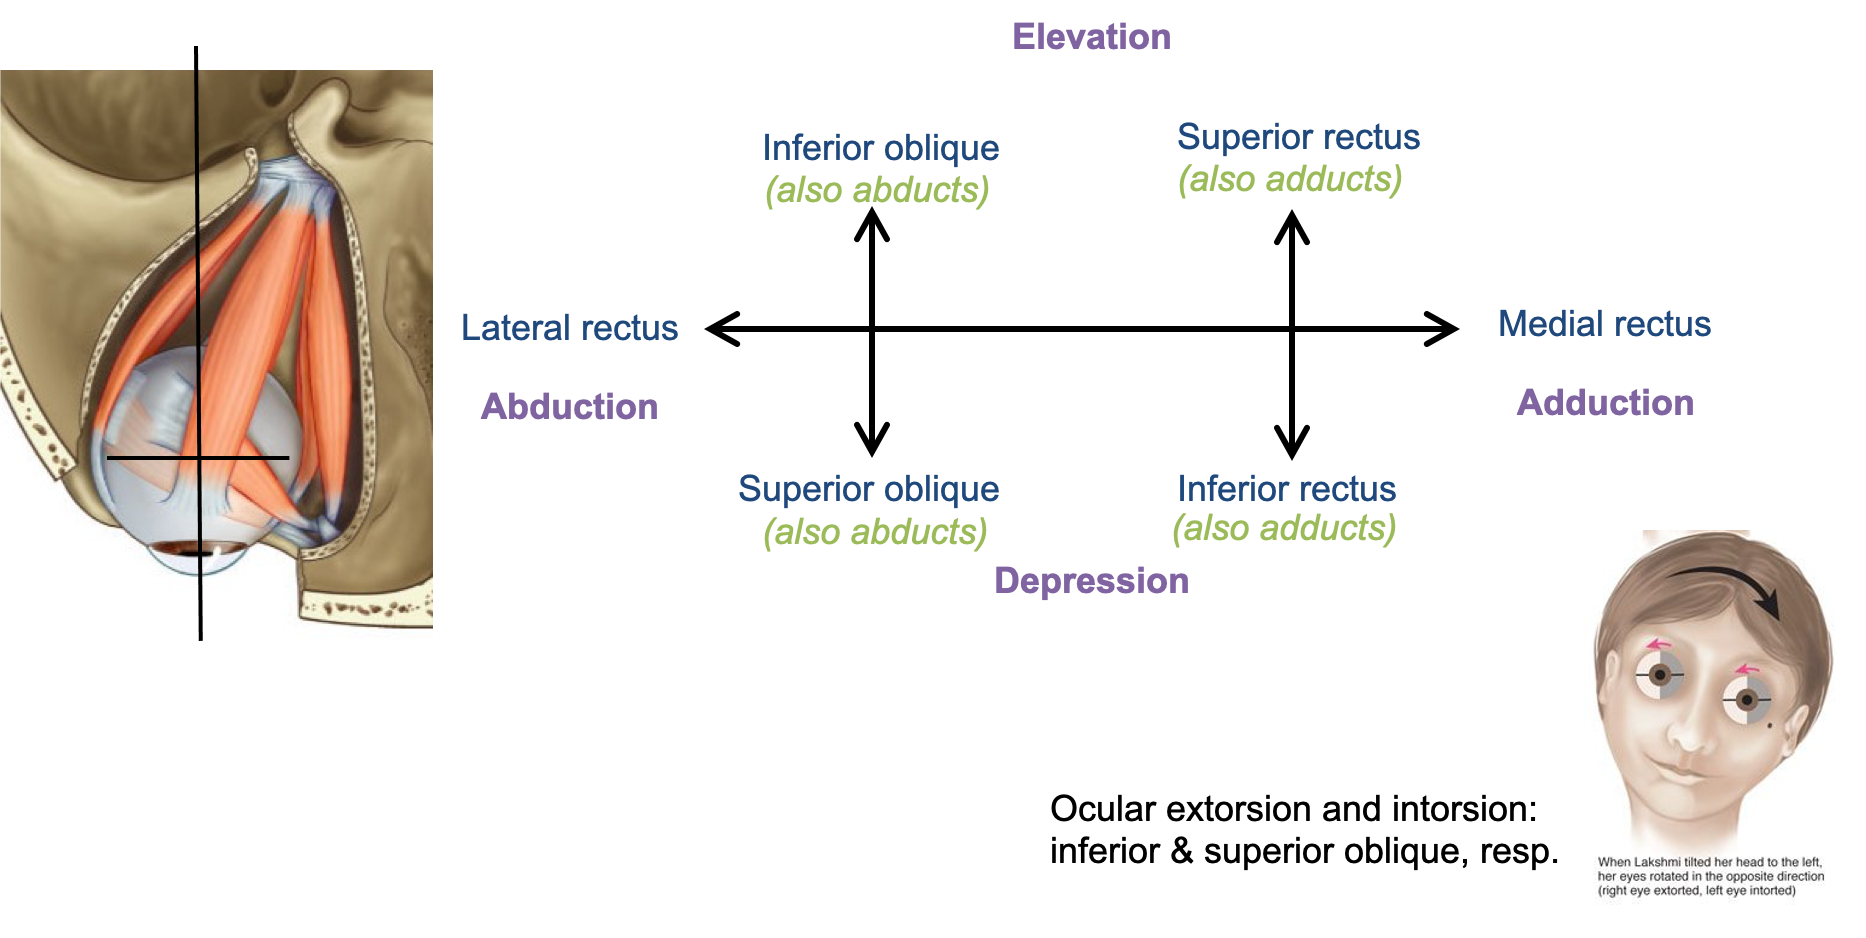 Elevation
Inferior oblique
(also abducts)
Superior rectus
(also adducts)
Lateral rectus
Medial rectus
Abduction
Adduction
Superior oblique
(also abducts)
Inferior rectus
(also adducts)
Depression
Ocular extorsion and intorsion:
inferior & superior oblique, resp.
When Lakshmi tilted her head to the left,
her eyes rotated in the opposite direction
(right eye extorted, left eye intorted)